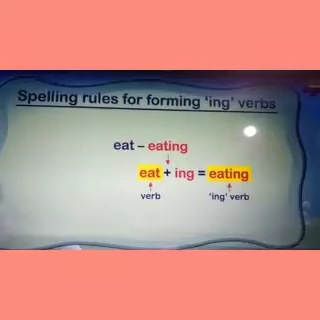 Spelling rules for forming ‘ing’ verbs
eat – eating
eat + ing = eating
verb
‘ing’ verb